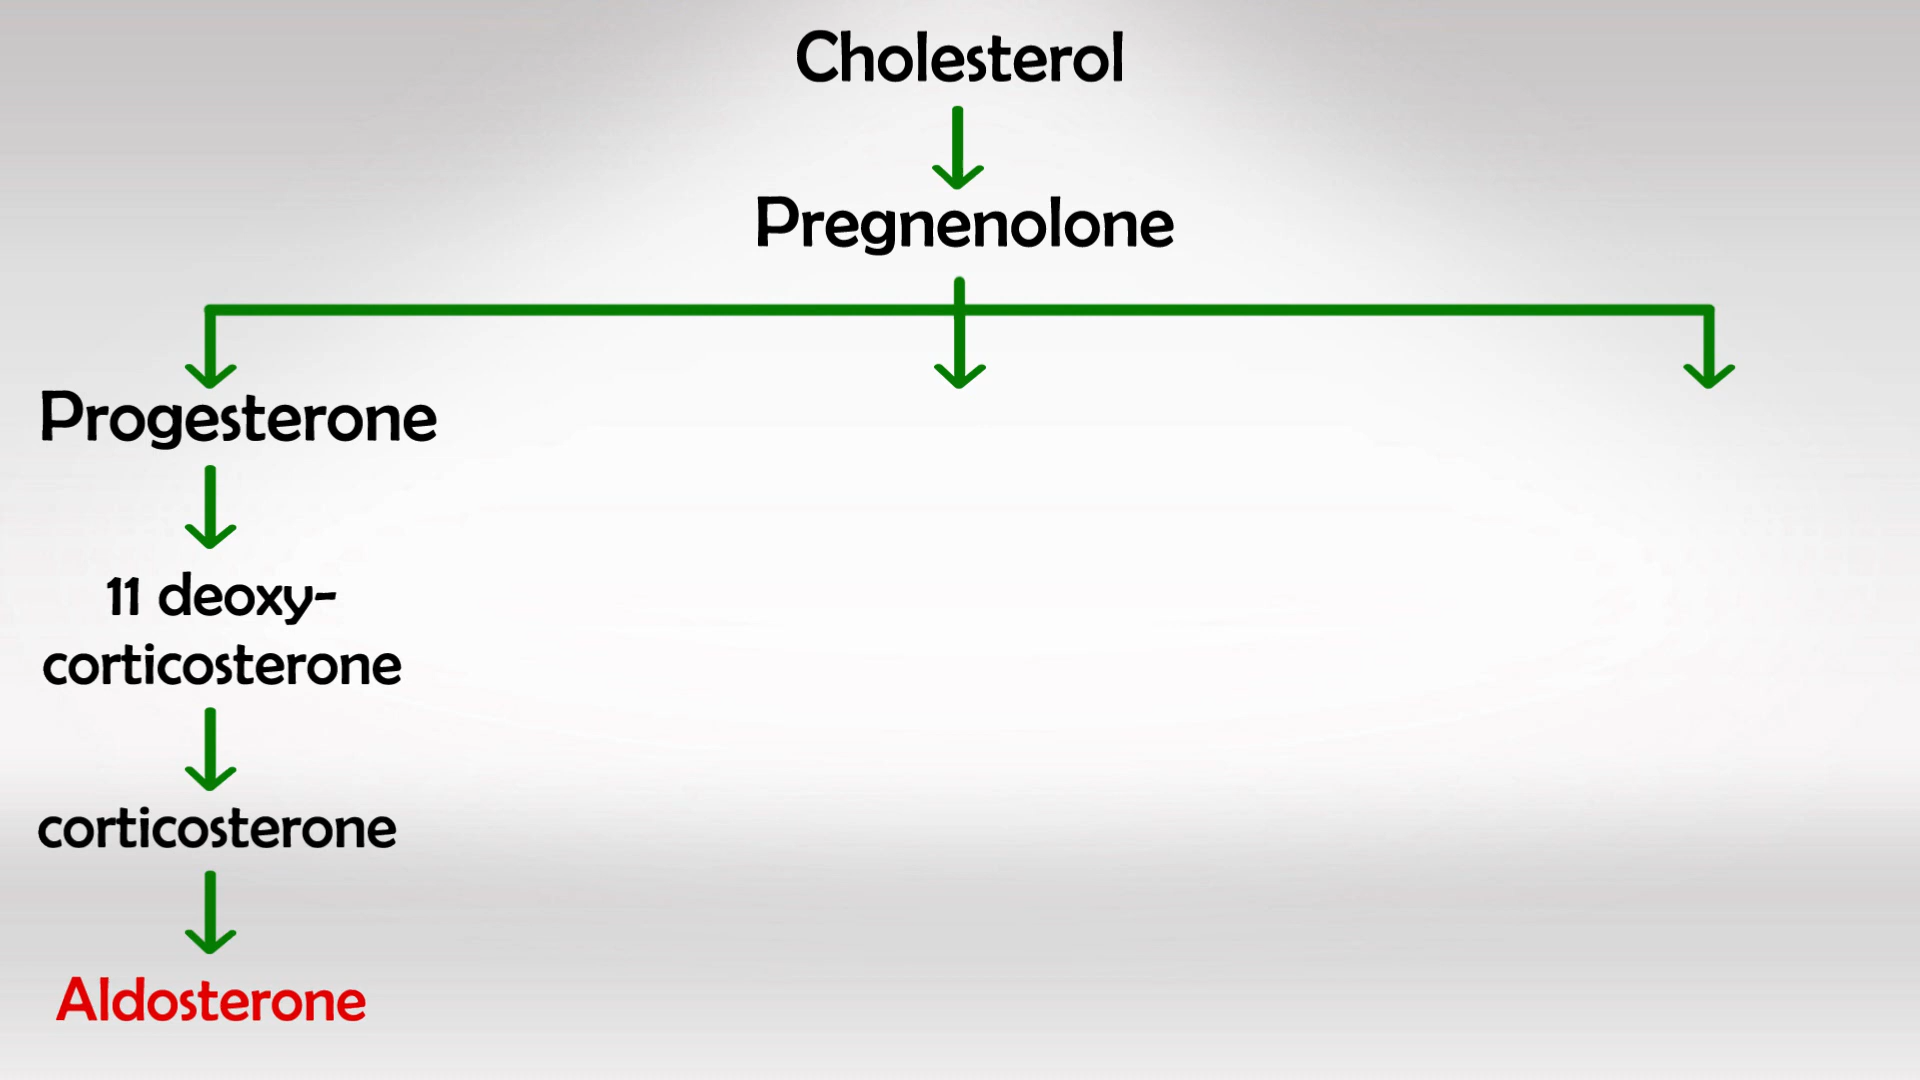 Cholesterol
Pregnenolone
Progesterone
11 deoxy-
corticosterone
corticosterone
Aldosterone